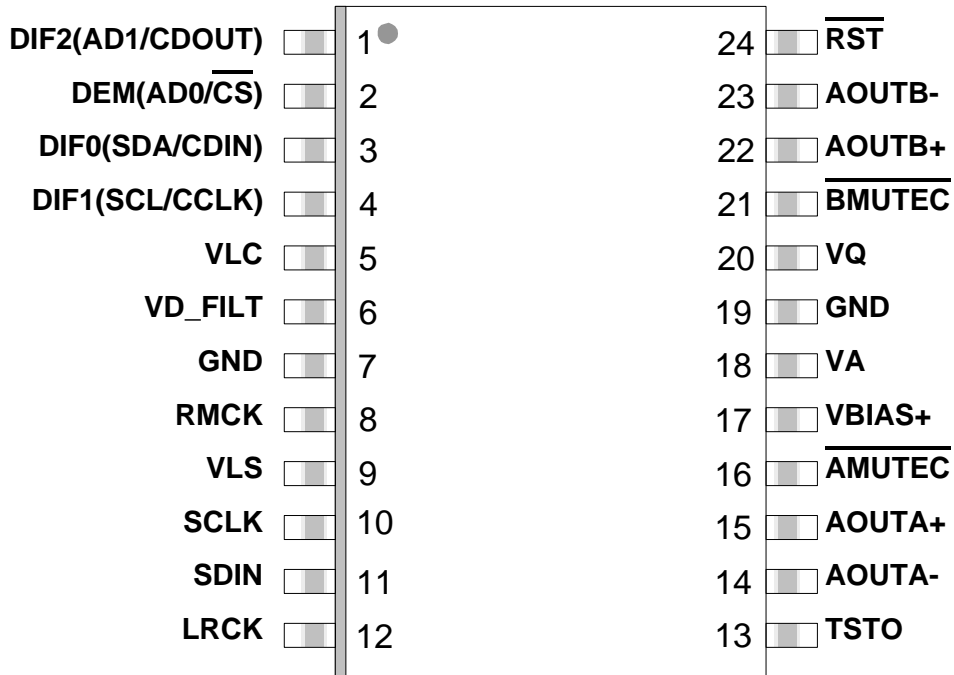 DIF2(AD1/CDOUT) 1 24 RST
DEM(AD0/CS) 2 23 AOUTB-
DIF0(SDA/CDIN) 3 22 AOUTB+
DIF1(SCL/CCLK) 4 21 BMUTEC
VLC 5 20 VQ
VD_FILT 6 19 GND
GND 7 18 VA
RMCK 8 17 VBIAS+
VLS 9 16 AMUTEC
SCLK 10 15 AOUTA+
SDIN 11 14 AOUTA-
LRCK 12 13 TSTO